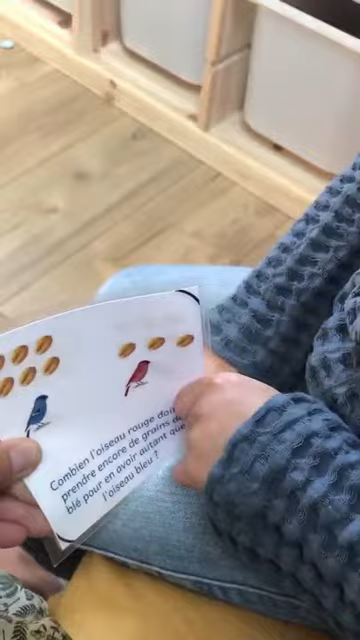 Combien l'oiseau rouge doit
prendre encore de grains de
blé pour en avoir autant que
l'oiseau bleu ?